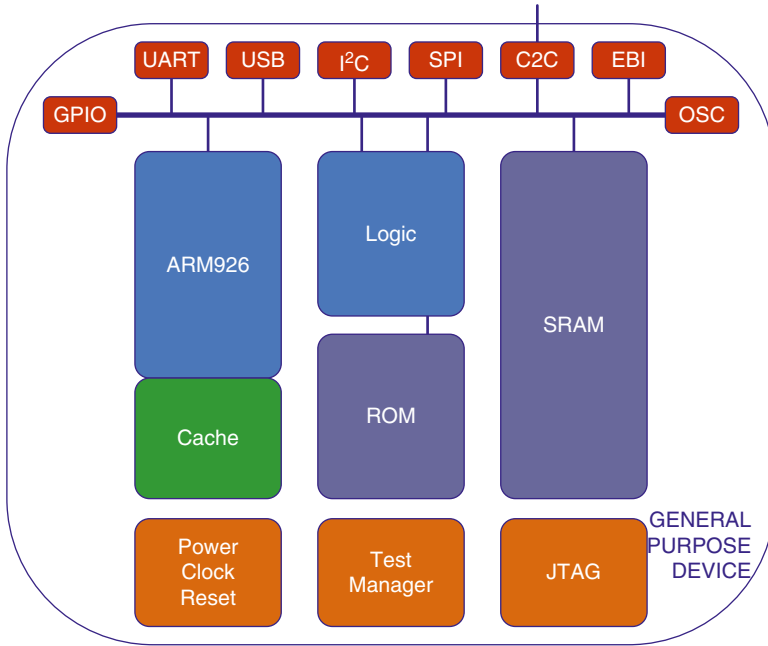 UART
USB
I²C
SPI
C2C
EBI
GPIO
OSC
ARM926
Logic
SRAM
Cache
ROM
Power
Clock
Reset
Test
Manager
JTAG
GENERAL
PURPOSE
DEVICE